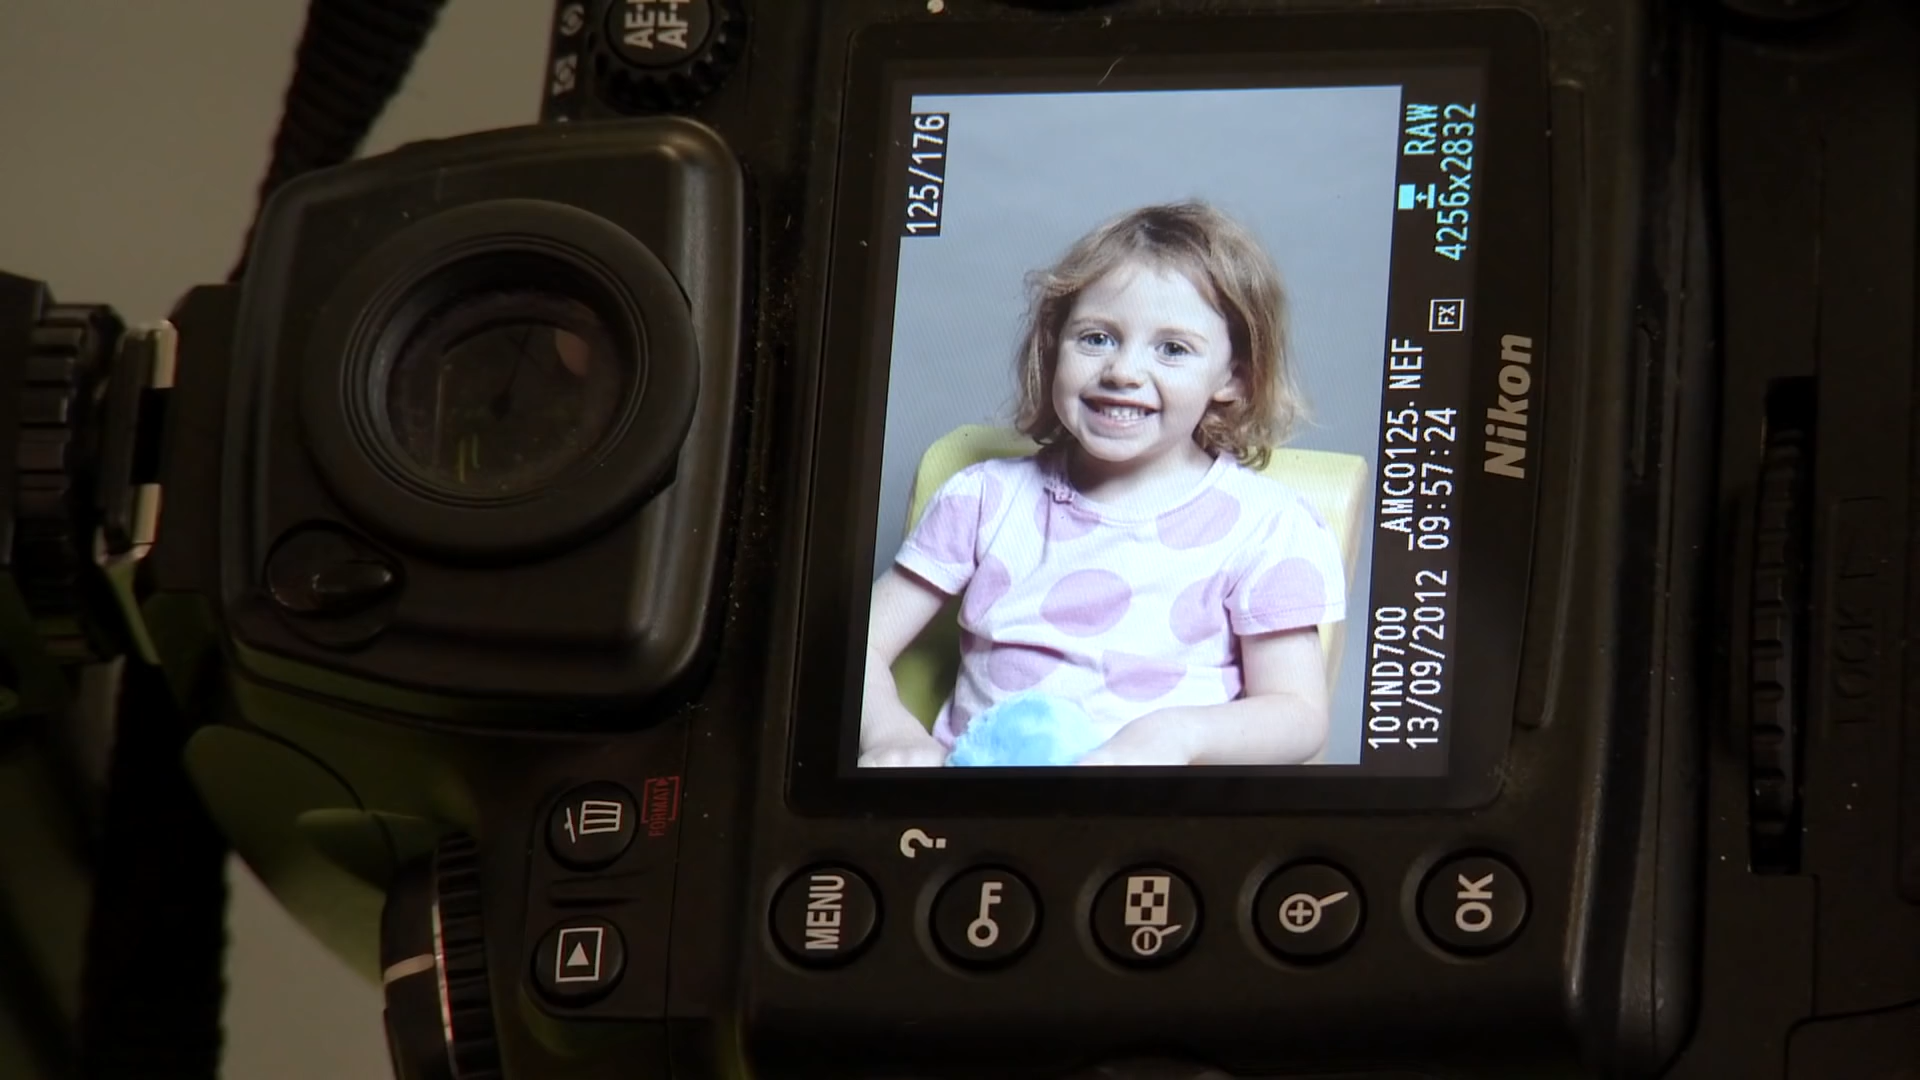 AE-L
AF-L
125/176
RAW
4256x2832
FX
_AMC0125.NEF
101ND700
13/09/2012 09:57:24
Nikon
FORMAT
?
MENU
OK